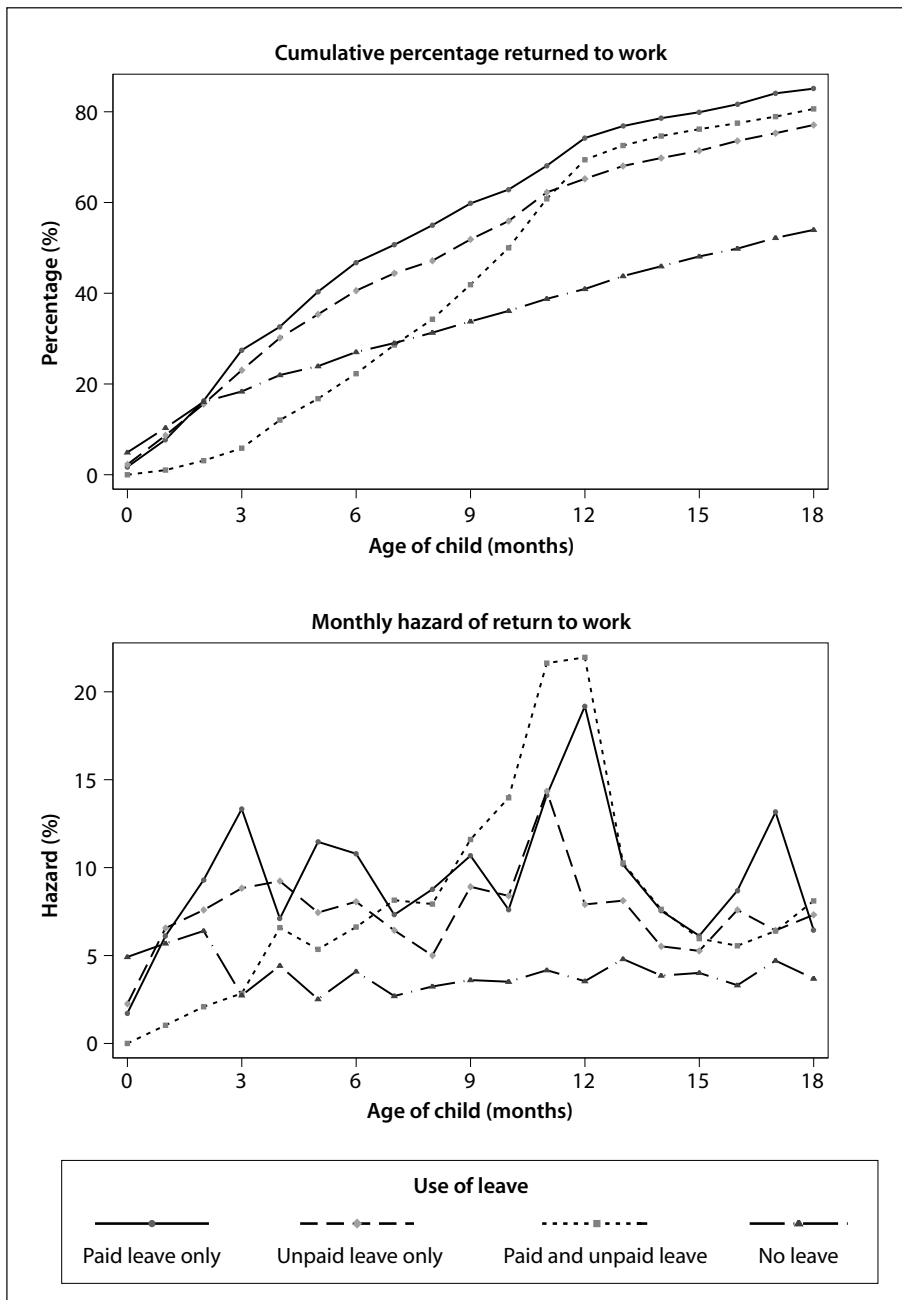 Cumulative percentage returned to work
80
60
40
20
0
Percentage (%)
0 3 6 9 12 15 18
Age of child (months)
Monthly hazard of return to work
20
15
10
5
0
Hazard (%)
0 3 6 9 12 15 18
Age of child (months)
Use of leave
Paid leave only Unpaid leave only Paid and unpaid leave No leave